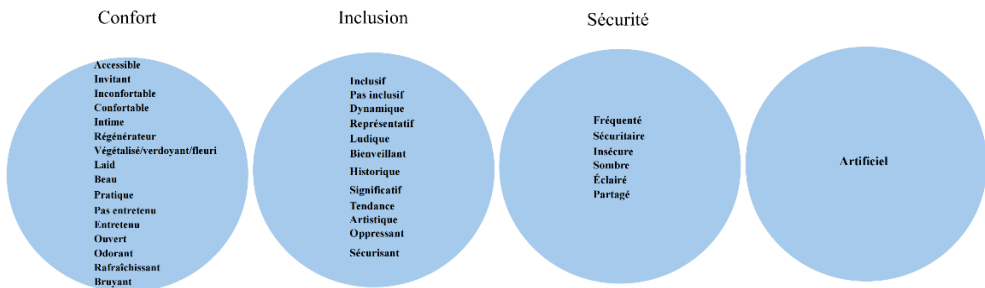 Confort
Accessible
Invitant
Inconfortable
Confortable
Intime
Régénérateur
Végétalisé/verdoyant/fleuri
Laid
Beau
Pratique
Pas entretenu
Entretenu
Ouvert
Odorant
Rafraîchissant
Bruyant
Inclusion
Inclusif
Pas inclusif
Dynamique
Représentatif
Ludique
Bienveillant
Historique
Significatif
Tendance
Artistique
Oppressant
Sécurisant
Sécurité
Fréquenté
Sécuritaire
Insécure
Sombre
Éclairé
Partagé
Artificiel